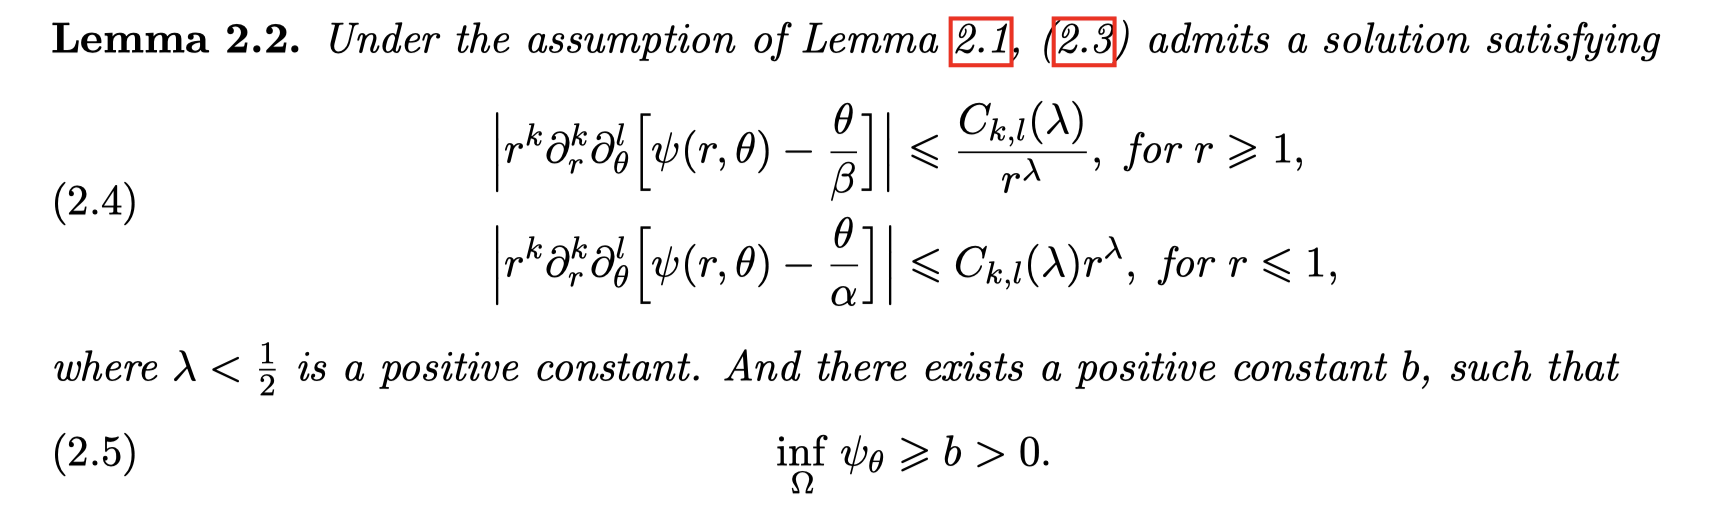 Lemma 2.2. Under the assumption of Lemma 2.1, (2.3) admits a solution satisfying
|r^k ∂_r^k ∂_θ^l [ψ(r, θ) − θ/β]| ⩽ C_{k,l}(λ)/r^λ, for r ⩾ 1,
(2.4)
|r^k ∂_r^k ∂_θ^l [ψ(r, θ) − θ/α]| ⩽ C_{k,l}(λ)r^λ, for r ⩽ 1,
where λ < 1/2 is a positive constant. And there exists a positive constant b, such that
(2.5) inf_Ω ψ_θ ⩾ b > 0.